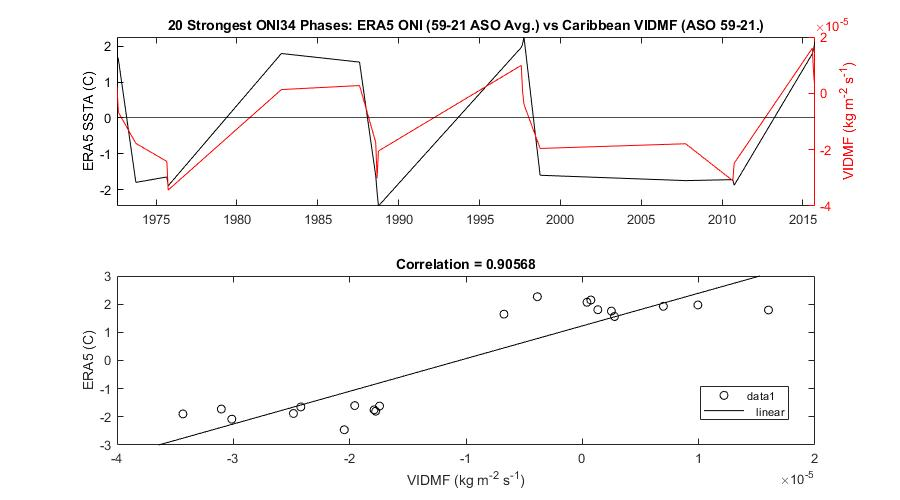 20 Strongest ONI34 Phases: ERA5 ONI (59-21 ASO Avg.) vs Caribbean VIDMF (ASO 59-21.)
×10⁻⁵
2
1
0
-1
-2
ERA5 SSTA (C)
2
0
-2
-4
VIDMF (kg m⁻² s⁻¹)
1975 1980 1985 1990 1995 2000 2005 2010 2015
Correlation = 0.90568
3
2
1
0
-1
-2
-3
ERA5 (C)
data1
linear
-4 -3 -2 -1 0 1 2
VIDMF (kg m⁻² s⁻¹)
×10⁻⁵